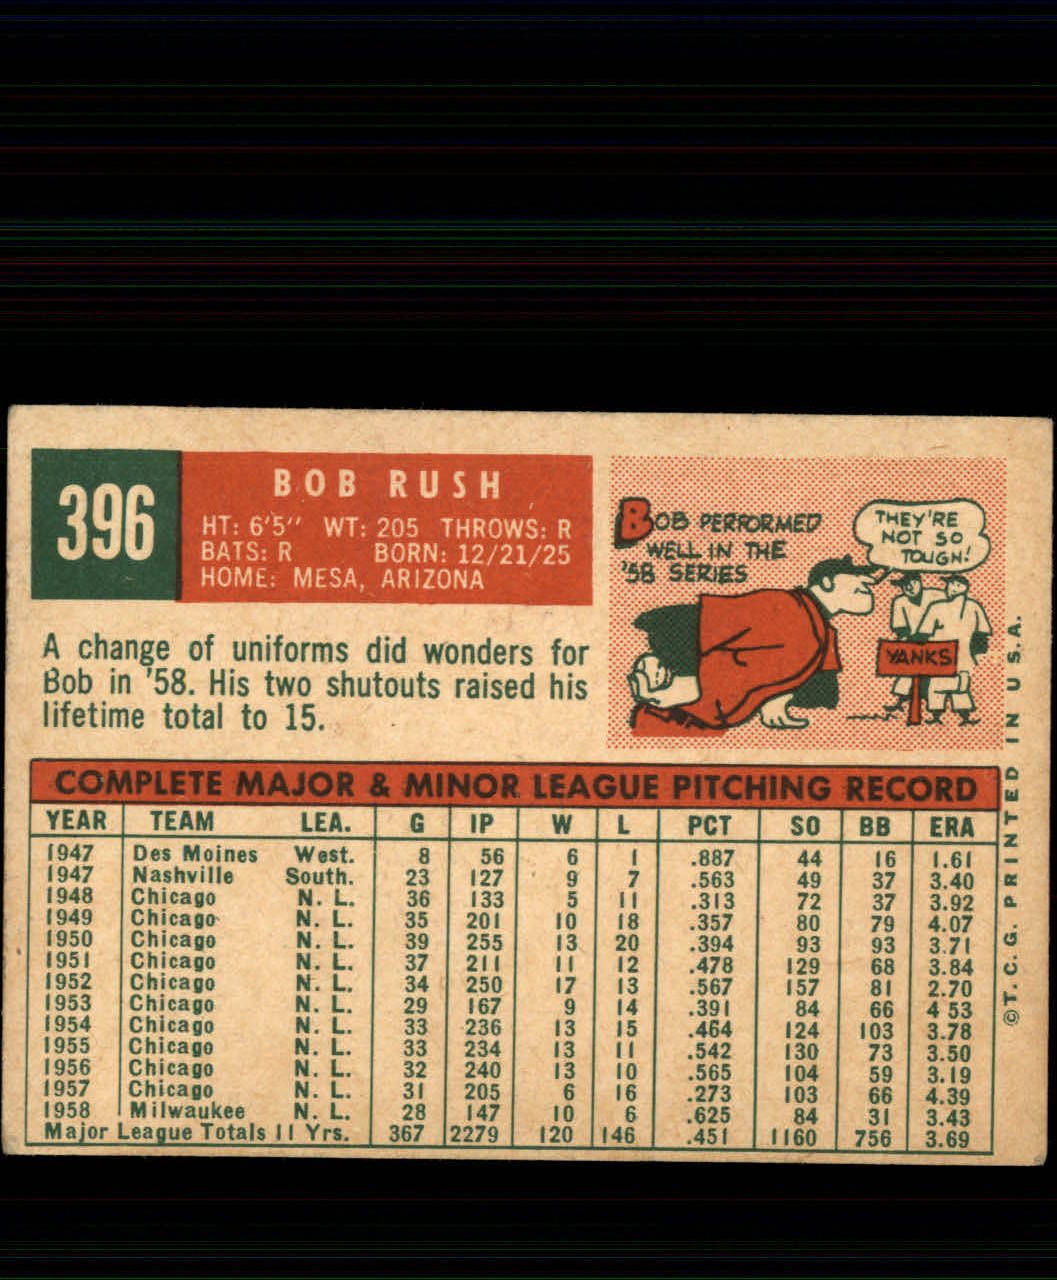 396
BOB RUSH
HT: 6'5" WT: 205 THROWS: R
BATS: R BORN: 12/21/25
HOME: MESA, ARIZONA
BOB PERFORMED
WELL IN THE
'58 SERIES
THEY'RE
NOT SO
TOUGH!
YANKS
A change of uniforms did wonders for
Bob in '58. His two shutouts raised his
lifetime total to 15.
COMPLETE MAJOR & MINOR LEAGUE PITCHING RECORD
YEAR TEAM LEA. G IP W L PCT SO BB ERA
1947 Des Moines West. 8 56 6 1 .887 44 16 1.61
1947 Nashville South. 23 127 9 7 .563 49 37 3.40
1948 Chicago N. L. 36 133 5 11 .313 72 37 3.92
1949 Chicago N. L. 35 201 10 18 .357 80 79 4.07
1950 Chicago N. L. 39 255 13 20 .394 93 93 3.71
1951 Chicago N. L. 37 211 11 12 .478 129 68 3.84
1952 Chicago N. L. 34 250 17 13 .567 157 81 2.70
1953 Chicago N. L. 29 167 9 14 .391 84 66 4 53
1954 Chicago N. L. 33 236 13 15 .464 124 103 3.78
1955 Chicago N. L. 33 234 13 11 .542 130 73 3.50
1956 Chicago N. L. 32 240 13 10 .565 104 59 3.19
1957 Chicago N. L. 31 205 6 16 .273 103 66 4.39
1958 Milwaukee N. L. 28 147 10 6 .625 84 31 3.43
Major League Totals 11 Yrs. 367 2279 120 146 .451 1160 756 3.69
©T. C. G. PRINTED IN U.S.A.